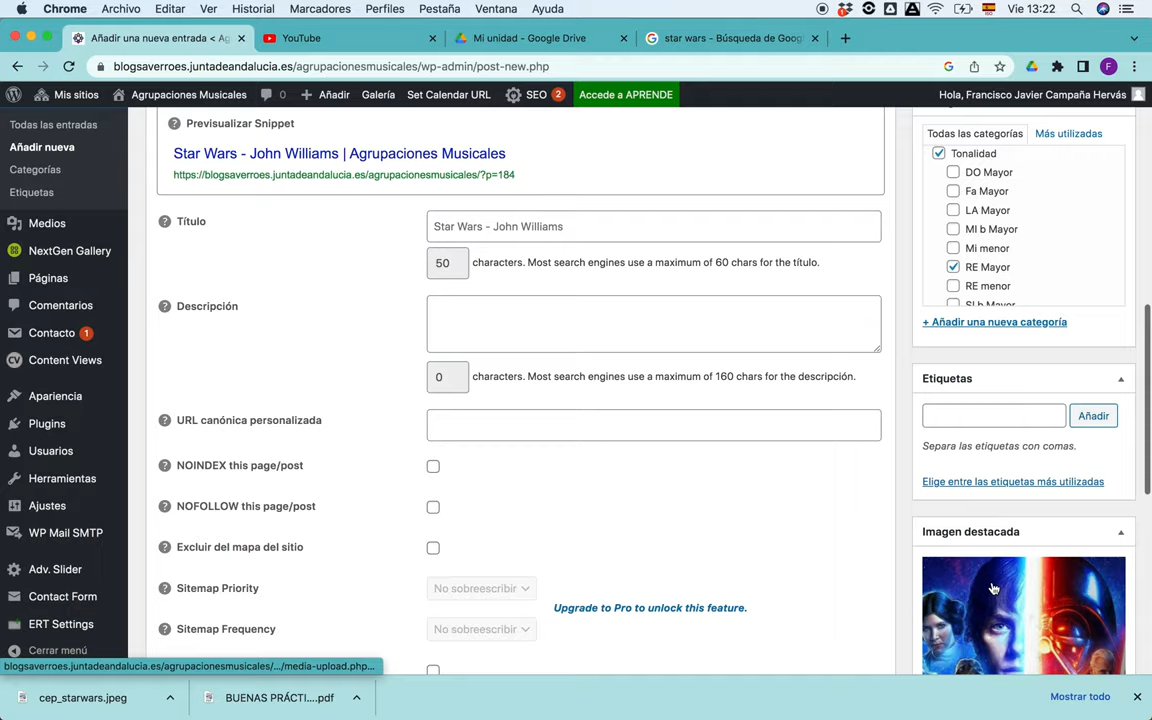 Chrome Archivo Editar Ver Historial Marcadores Perfiles Pestaña Ventana Ayuda
ISO Vie 13:22
Añadir una nueva entrada < Ag
YouTube
Mi unidad - Google Drive
star wars - Búsqueda de Goog
blogsaverroes.juntadeandalucia.es/agrupacionesmusicales/wp-admin/post-new.php
F
Mis sitios Agrupaciones Musicales 0 Añadir Galería Set Calendar URL SEO 2 Accede a APRENDE Hola, Francisco Javier Campaña Hervás
Todas las entradas
Añadir nueva
Categorías
Etiquetas
Medios
NextGen Gallery
Páginas
Comentarios
Contacto 1
Content Views
Apariencia
Plugins
Usuarios
Herramientas
Ajustes
WP Mail SMTP
Adv. Slider
Contact Form
ERT Settings
Cerrar menú
Previsualizar Snippet
Star Wars - John Williams | Agrupaciones Musicales
https://blogsaverroes.juntadeandalucia.es/agrupacionesmusicales/?p=184
Título
Star Wars - John Williams
50 characters. Most search engines use a maximum of 60 chars for the título.
Descripción
0 characters. Most search engines use a maximum of 160 chars for the descripción.
URL canónica personalizada
NOINDEX this page/post
NOFOLLOW this page/post
Excluir del mapa del sitio
Sitemap Priority
No sobreescribir
Upgrade to Pro to unlock this feature.
Sitemap Frequency
No sobreescribir
Todas las categorías Más utilizadas
Tonalidad
DO Mayor
Fa Mayor
LA Mayor
MI b Mayor
Mi menor
RE Mayor
RE menor
SI b Mayor
+ Añadir una nueva categoría
Etiquetas
Añadir
Separa las etiquetas con comas.
Elige entre las etiquetas más utilizadas
Imagen destacada
blogsaverroes.juntadeandalucia.es/agrupacionesmusicales/.../media-upload.php...
cep_starwars.jpeg
BUENAS PRÁCTI....pdf
Mostrar todo